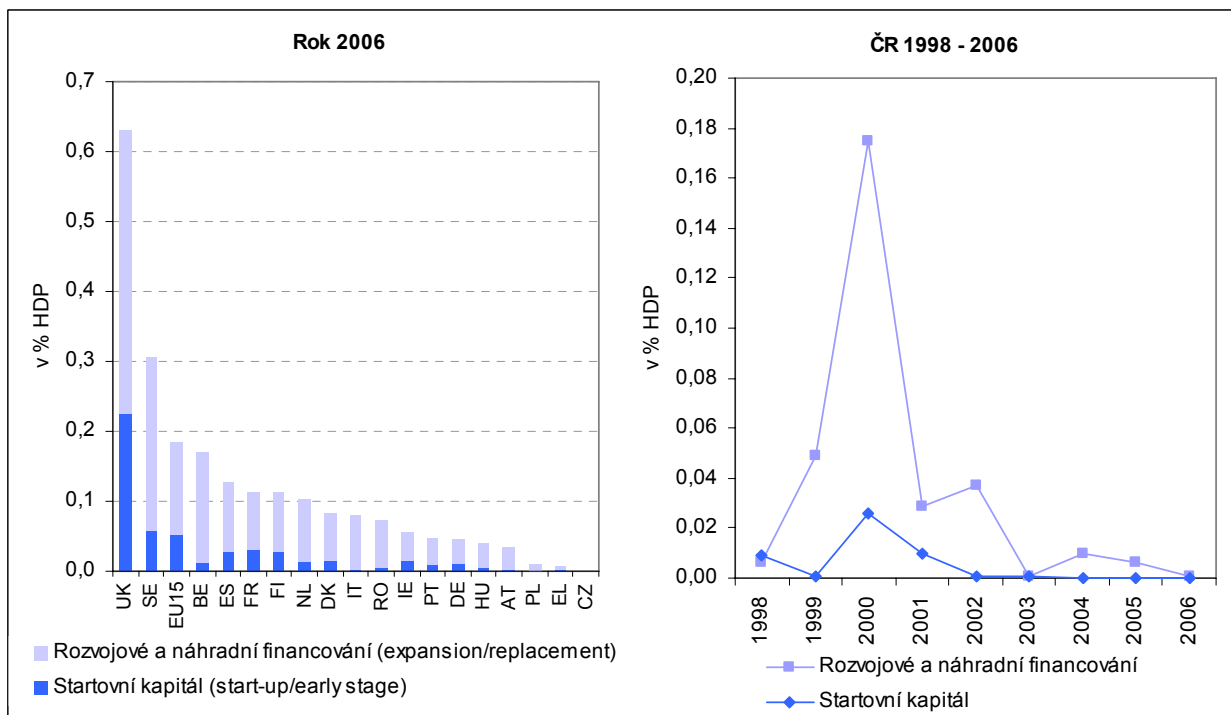 Rok 2006
0,7
0,6
0,5
0,4
0,3
0,2
0,1
0,0
v % HDP
UK SE EU15 BE ES FR FI NL DK IT RO IE PT DE HU AT PL EL CZ
Rozvojové a náhradní financování (expansion/replacement)
Startovní kapitál (start-up/early stage)
ČR 1998 - 2006
0,20
0,18
0,16
0,14
0,12
0,10
0,08
0,06
0,04
0,02
0,00
v % HDP
1998 1999 2000 2001 2002 2003 2004 2005 2006
Rozvojové a náhradní financování
Startovní kapitál